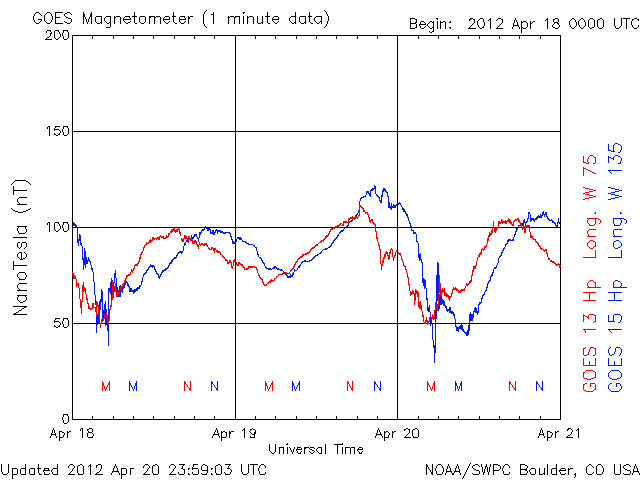 GOES Magnetometer (1 minute data)
Begin: 2012 Apr 18 0000 UTC
200
150
100
50
0
NanoTesla (nT)
M M N N M M N N M M N N
Apr 18 Apr 19 Apr 20 Apr 21
Universal Time
GOES 13 Hp Long. W 75
GOES 15 Hp Long. W 135
Updated 2012 Apr 20 23:59:03 UTC
NOAA/SWPC Boulder, CO USA